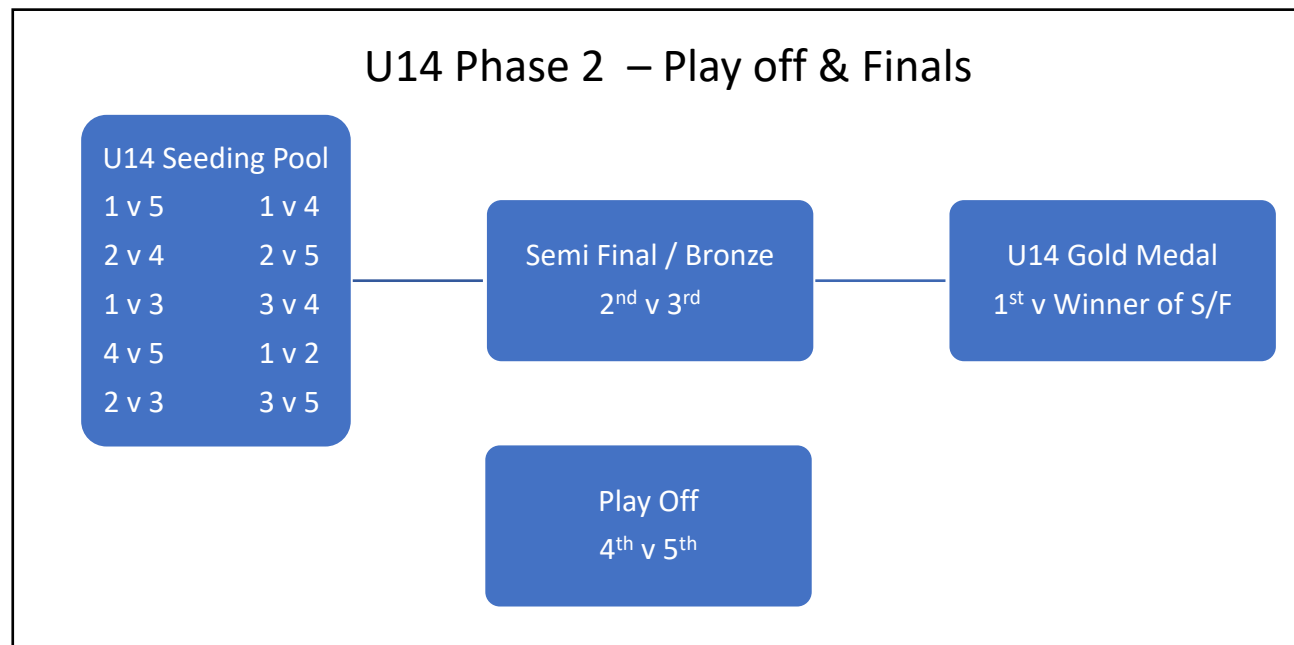 U14 Phase 2 – Play off & Finals
U14 Seeding Pool
1 v 5 1 v 4
2 v 4 2 v 5
1 v 3 3 v 4
4 v 5 1 v 2
2 v 3 3 v 5
Semi Final / Bronze
2nd v 3rd
U14 Gold Medal
1st v Winner of S/F
Play Off
4th v 5th